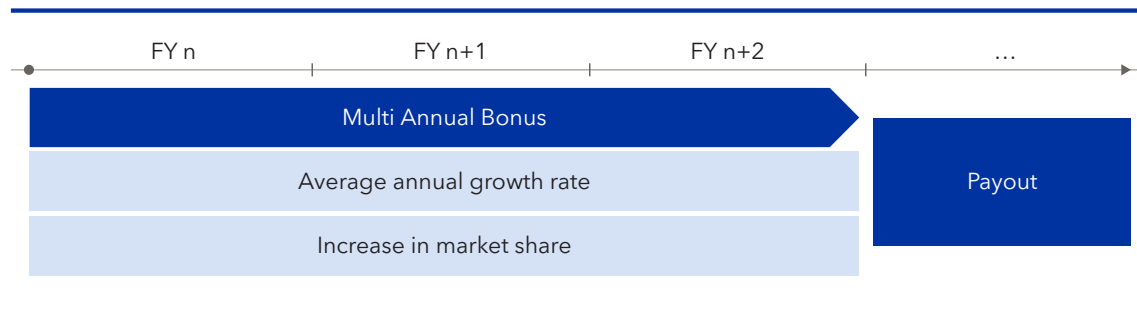 FY n FY n+1 FY n+2 …
Multi Annual Bonus
Average annual growth rate
Payout
Increase in market share